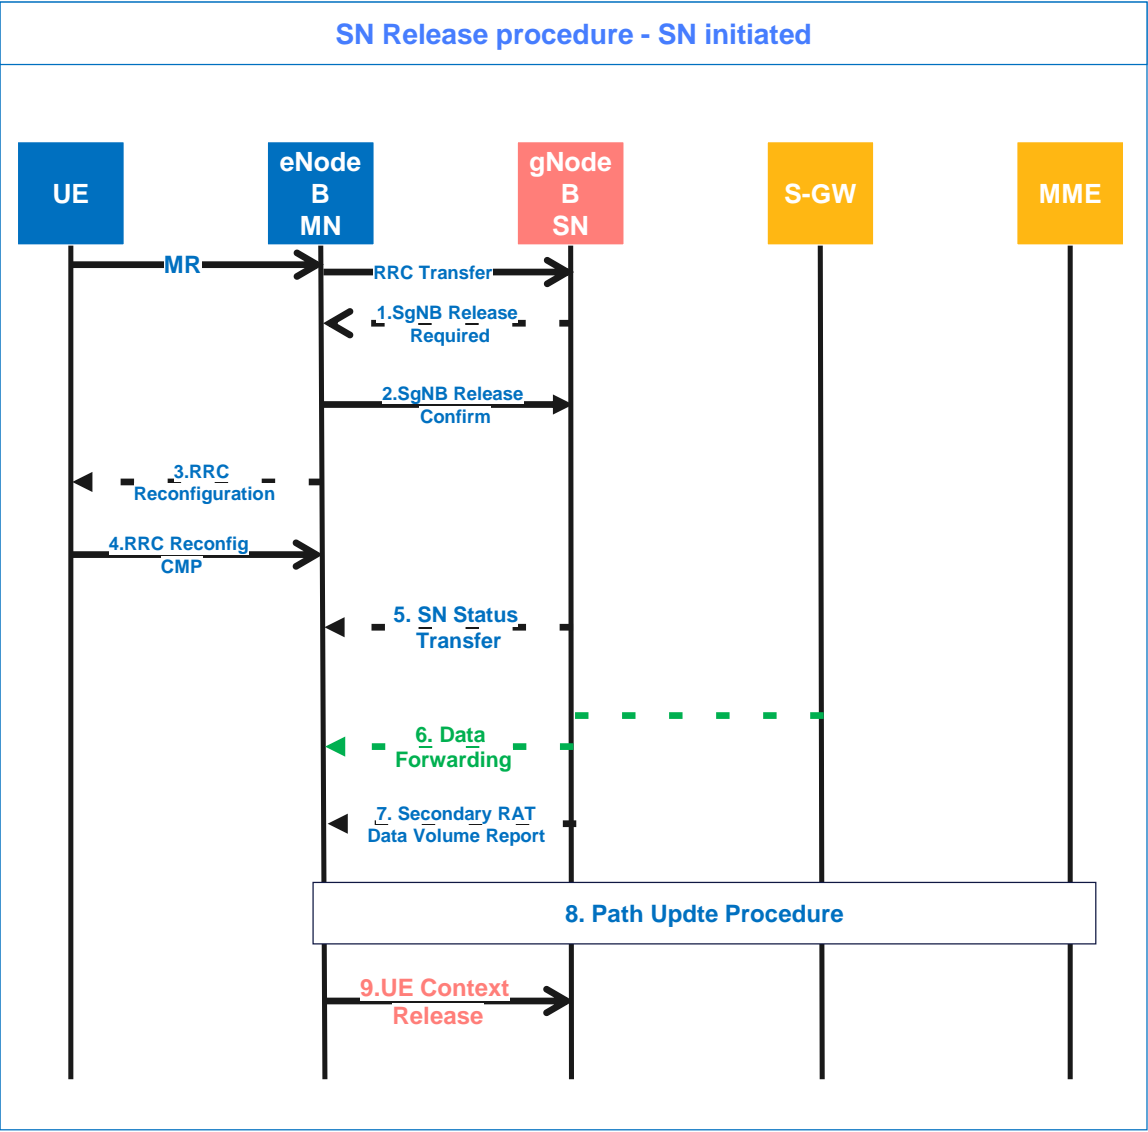 SN Release procedure - SN initiated
UE
eNode
B
MN
gNode
B
SN
S-GW
MME
MR
RRC Transfer
1.SgNB Release
Required
2.SgNB Release
Confirm
3.RRC
Reconfiguration
4.RRC Reconfig
CMP
5. SN Status
Transfer
6. Data
Forwarding
7. Secondary RAT
Data Volume Report
8. Path Updte Procedure
9.UE Context
Release